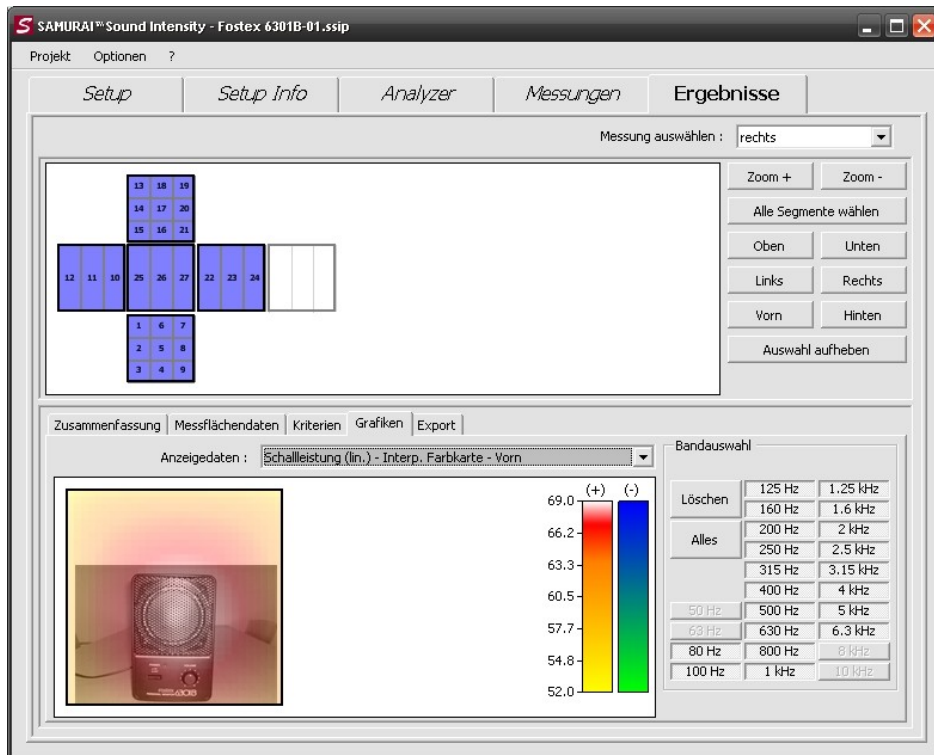 SAMURAI™ Sound Intensity - Fostex 6301B-01.ssip
Projekt Optionen ?
Setup Setup Info Analyzer Messungen Ergebnisse
Messung auswählen : rechts
Zoom + Zoom -
Alle Segmente wählen
Oben Unten
Links Rechts
Vorn Hinten
Auswahl aufheben
13 18 19
14 17 20
15 16 21
12 11 10 25 26 27 22 23 24
1 6 7
2 5 8
3 4 9
Zusammenfassung Messflächendaten Kriterien Grafiken Export
Anzeigedaten : Schallleistung (lin.) - Interp. Farbkarte - Vorn
(+) (-)
69.0
66.2
63.3
60.5
57.7
54.8
52.0
Bandauswahl
Löschen
Alles
50 Hz
63 Hz
80 Hz
100 Hz
125 Hz
160 Hz
200 Hz
250 Hz
315 Hz
400 Hz
500 Hz
630 Hz
800 Hz
1 kHz
1.25 kHz
1.6 kHz
2 kHz
2.5 kHz
3.15 kHz
4 kHz
5 kHz
6.3 kHz
8 kHz
10 kHz